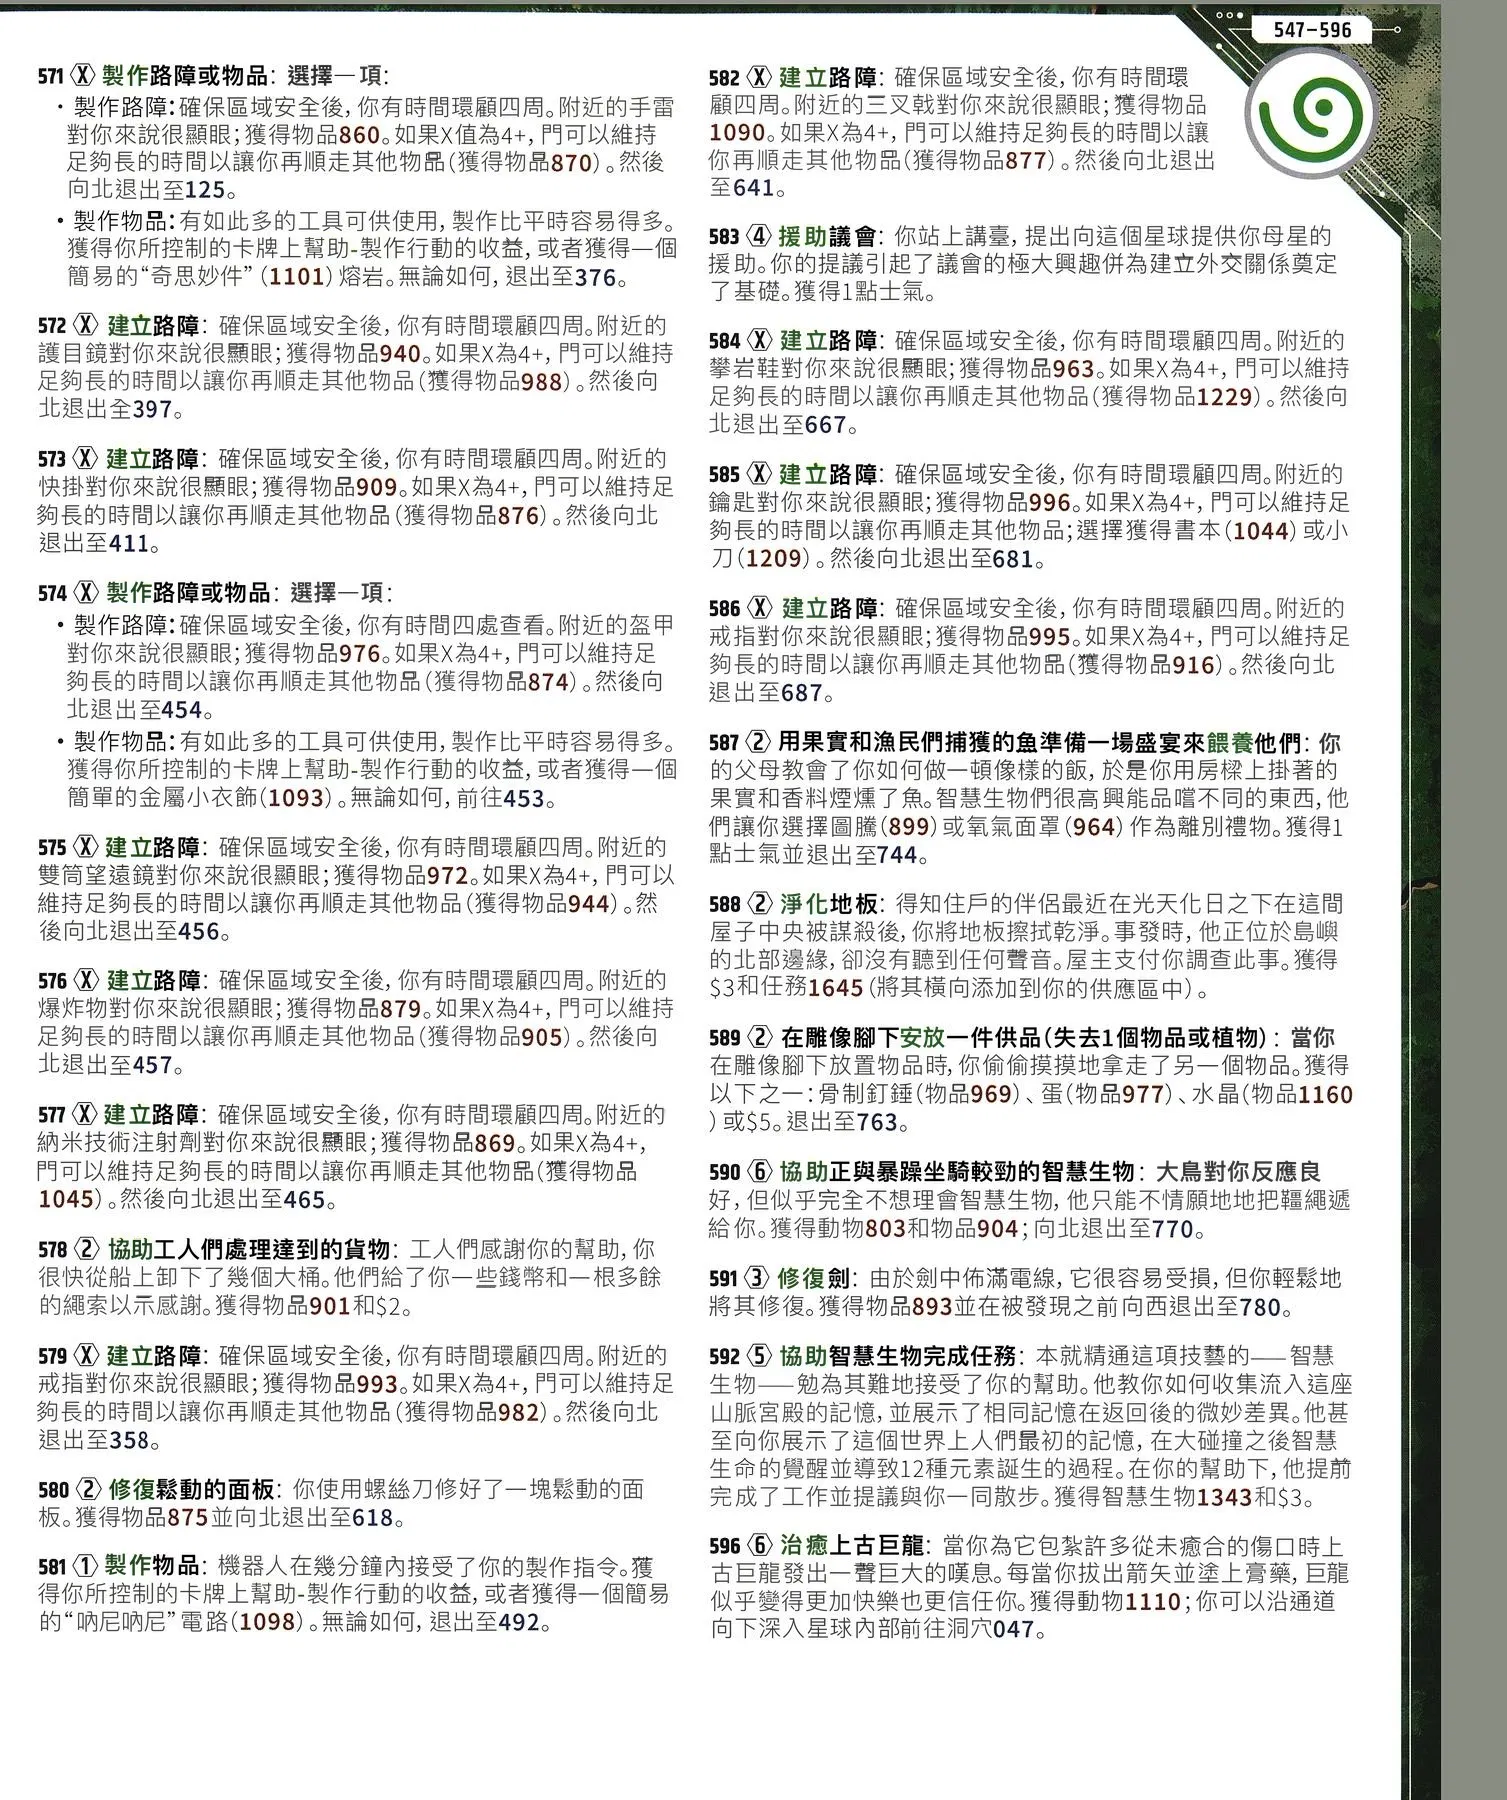 547–596
571 X 製作路障或物品：選擇一項：
・製作路障：確保區域安全後，你有時間環顧四周。附近的手雷
對你來說很顯眼；獲得物品860。如果X值為4+，門可以維持
足夠長的時間以讓你再順走其他物品（獲得物品870）。然後
向北退出至125。
・製作物品：有如此多的工具可供使用，製作比平時容易得多。
獲得你所控制的卡牌上幫助-製作行動的收益，或者獲得一個
簡易的“奇思妙件”（1101）熔岩。無論如何，退出至376。
572 X 建立路障：確保區域安全後，你有時間環顧四周。附近的
護目鏡對你來說很顯眼；獲得物品940。如果X為4+，門可以維持
足夠長的時間以讓你再順走其他物品（獲得物品988）。然後向
北退出全397。
573 X 建立路障：確保區域安全後，你有時間環顧四周。附近的
快掛對你來說很顯眼；獲得物品909。如果X為4+，門可以維持足
夠長的時間以讓你再順走其他物品（獲得物品876）。然後向北
退出至411。
574 X 製作路障或物品：選擇一項：
・製作路障：確保區域安全後，你有時間四處查看。附近的盔甲
對你來說很顯眼；獲得物品976。如果X為4+，門可以維持足
夠長的時間以讓你再順走其他物品（獲得物品874）。然後向
北退出至454。
・製作物品：有如此多的工具可供使用，製作比平時容易得多。
獲得你所控制的卡牌上幫助-製作行動的收益，或者獲得一個
簡單的金屬小衣飾（1093）。無論如何，前往453。
575 X 建立路障：確保區域安全後，你有時間環顧四周。附近的
雙筒望遠鏡對你來說很顯眼；獲得物品972。如果X為4+，門可以
維持足夠長的時間以讓你再順走其他物品（獲得物品944）。然
後向北退出至456。
576 X 建立路障：確保區域安全後，你有時間環顧四周。附近的
爆炸物對你來說很顯眼；獲得物品879。如果X為4+，門可以維持
足夠長的時間以讓你再順走其他物品（獲得物品905）。然後向
北退出至457。
577 X 建立路障：確保區域安全後，你有時間環顧四周。附近的
納米技術注射劑對你來說很顯眼；獲得物品869。如果X為4+，
門可以維持足夠長的時間以讓你再順走其他物品（獲得物品
1045）。然後向北退出至465。
578 2 協助工人們處理達到的貨物：工人們感謝你的幫助，你
很快從船上卸下了幾個大桶。他們給了你一些錢幣和一根多餘
的繩索以示感謝。獲得物品901和$2。
579 X 建立路障：確保區域安全後，你有時間環顧四周。附近的
戒指對你來說很顯眼；獲得物品993。如果X為4+，門可以維持足
夠長的時間以讓你再順走其他物品（獲得物品982）。然後向北
退出至358。
580 2 修復鬆動的面板：你使用螺絲刀修好了一塊鬆動的面
板。獲得物品875並向北退出至618。
581 1 製作物品：機器人在幾分鐘內接受了你的製作指令。獲
得你所控制的卡牌上幫助-製作行動的收益，或者獲得一個簡易
的“吶尼吶尼”電路（1098）。無論如何，退出至492。
582 X 建立路障：確保區域安全後，你有時間環
顧四周。附近的三叉戟對你來說很顯眼；獲得物品
1090。如果X為4+，門可以維持足夠長的時間以讓
你再順走其他物品（獲得物品877）。然後向北退出
至641。
583 4 援助議會：你站上講臺，提出向這個星球提供你母星的
援助。你的提議引起了議會的極大興趣併為建立外交關係奠定
了基礎。獲得1點士氣。
584 X 建立路障：確保區域安全後，你有時間環顧四周。附近的
攀岩鞋對你來說很顯眼；獲得物品963。如果X為4+，門可以維持
足夠長的時間以讓你再順走其他物品（獲得物品1229）。然後向
北退出至667。
585 X 建立路障：確保區域安全後，你有時間環顧四周。附近的
鑰匙對你來說很顯眼；獲得物品996。如果X為4+，門可以維持足
夠長的時間以讓你再順走其他物品；選擇獲得書本（1044）或小
刀（1209）。然後向北退出至681。
586 X 建立路障：確保區域安全後，你有時間環顧四周。附近的
戒指對你來說很顯眼；獲得物品995。如果X為4+，門可以維持足
夠長的時間以讓你再順走其他物品（獲得物品916）。然後向北
退出至687。
587 2 用果實和漁民們捕獲的魚準備一場盛宴來餵養他們：你
的父母教會了你如何做一頓像樣的飯，於是你用房樑上掛著的
果實和香料煙燻了魚。智慧生物們很高興能品嚐不同的東西，他
們讓你選擇圖騰（899）或氧氣面罩（964）作為離別禮物。獲得1
點士氣並退出至744。
588 2 淨化地板：得知住戶的伴侶最近在光天化日之下在這間
屋子中央被謀殺後，你將地板擦拭乾淨。事發時，他正位於島嶼
的北部邊緣，卻沒有聽到任何聲音。屋主支付你調查此事。獲得
$3和任務1645（將其橫向添加到你的供應區中）。
589 2 在雕像腳下安放一件供品（失去1個物品或植物）：當你
在雕像腳下放置物品時，你偷偷摸摸地拿走了另一個物品。獲得
以下之一：骨制釘錘（物品969）、蛋（物品977）、水晶（物品1160
）或$5。退出至763。
590 6 協助正與暴躁坐騎較勁的智慧生物：大鳥對你反應良
好，但似乎完全不想理會智慧生物，他只能不情願地地把韁繩遞
給你。獲得動物803和物品904；向北退出至770。
591 3 修復劍：由於劍中佈滿電線，它很容易受損，但你輕鬆地
將其修復。獲得物品893並在被發現之前向西退出至780。
592 5 協助智慧生物完成任務：本就精通這項技藝的——智慧
生物——勉為其難地接受了你的幫助。他教你如何收集流入這座
山脈宮殿的記憶，並展示了相同記憶在返回後的微妙差異。他甚
至向你展示了這個世界上人們最初的記憶，在大碰撞之後智慧
生命的覺醒並導致12種元素誕生的過程。在你的幫助下，他提前
完成了工作並提議與你一同散步。獲得智慧生物1343和$3。
596 6 治癒上古巨龍：當你為它包紮許多從未癒合的傷口時上
古巨龍發出一聲巨大的嘆息。每當你拔出箭矢並塗上膏藥，巨龍
似乎變得更加快樂也更信任你。獲得動物1110；你可以沿通道
向下深入星球內部前往洞穴047。